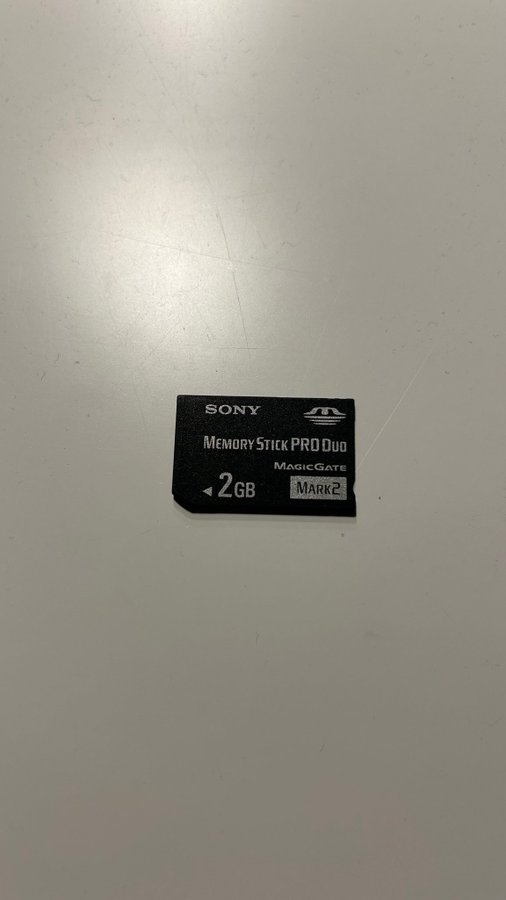 SONY
MEMORY STICK PRO DUO
MAGICGATE
2GB MARK2